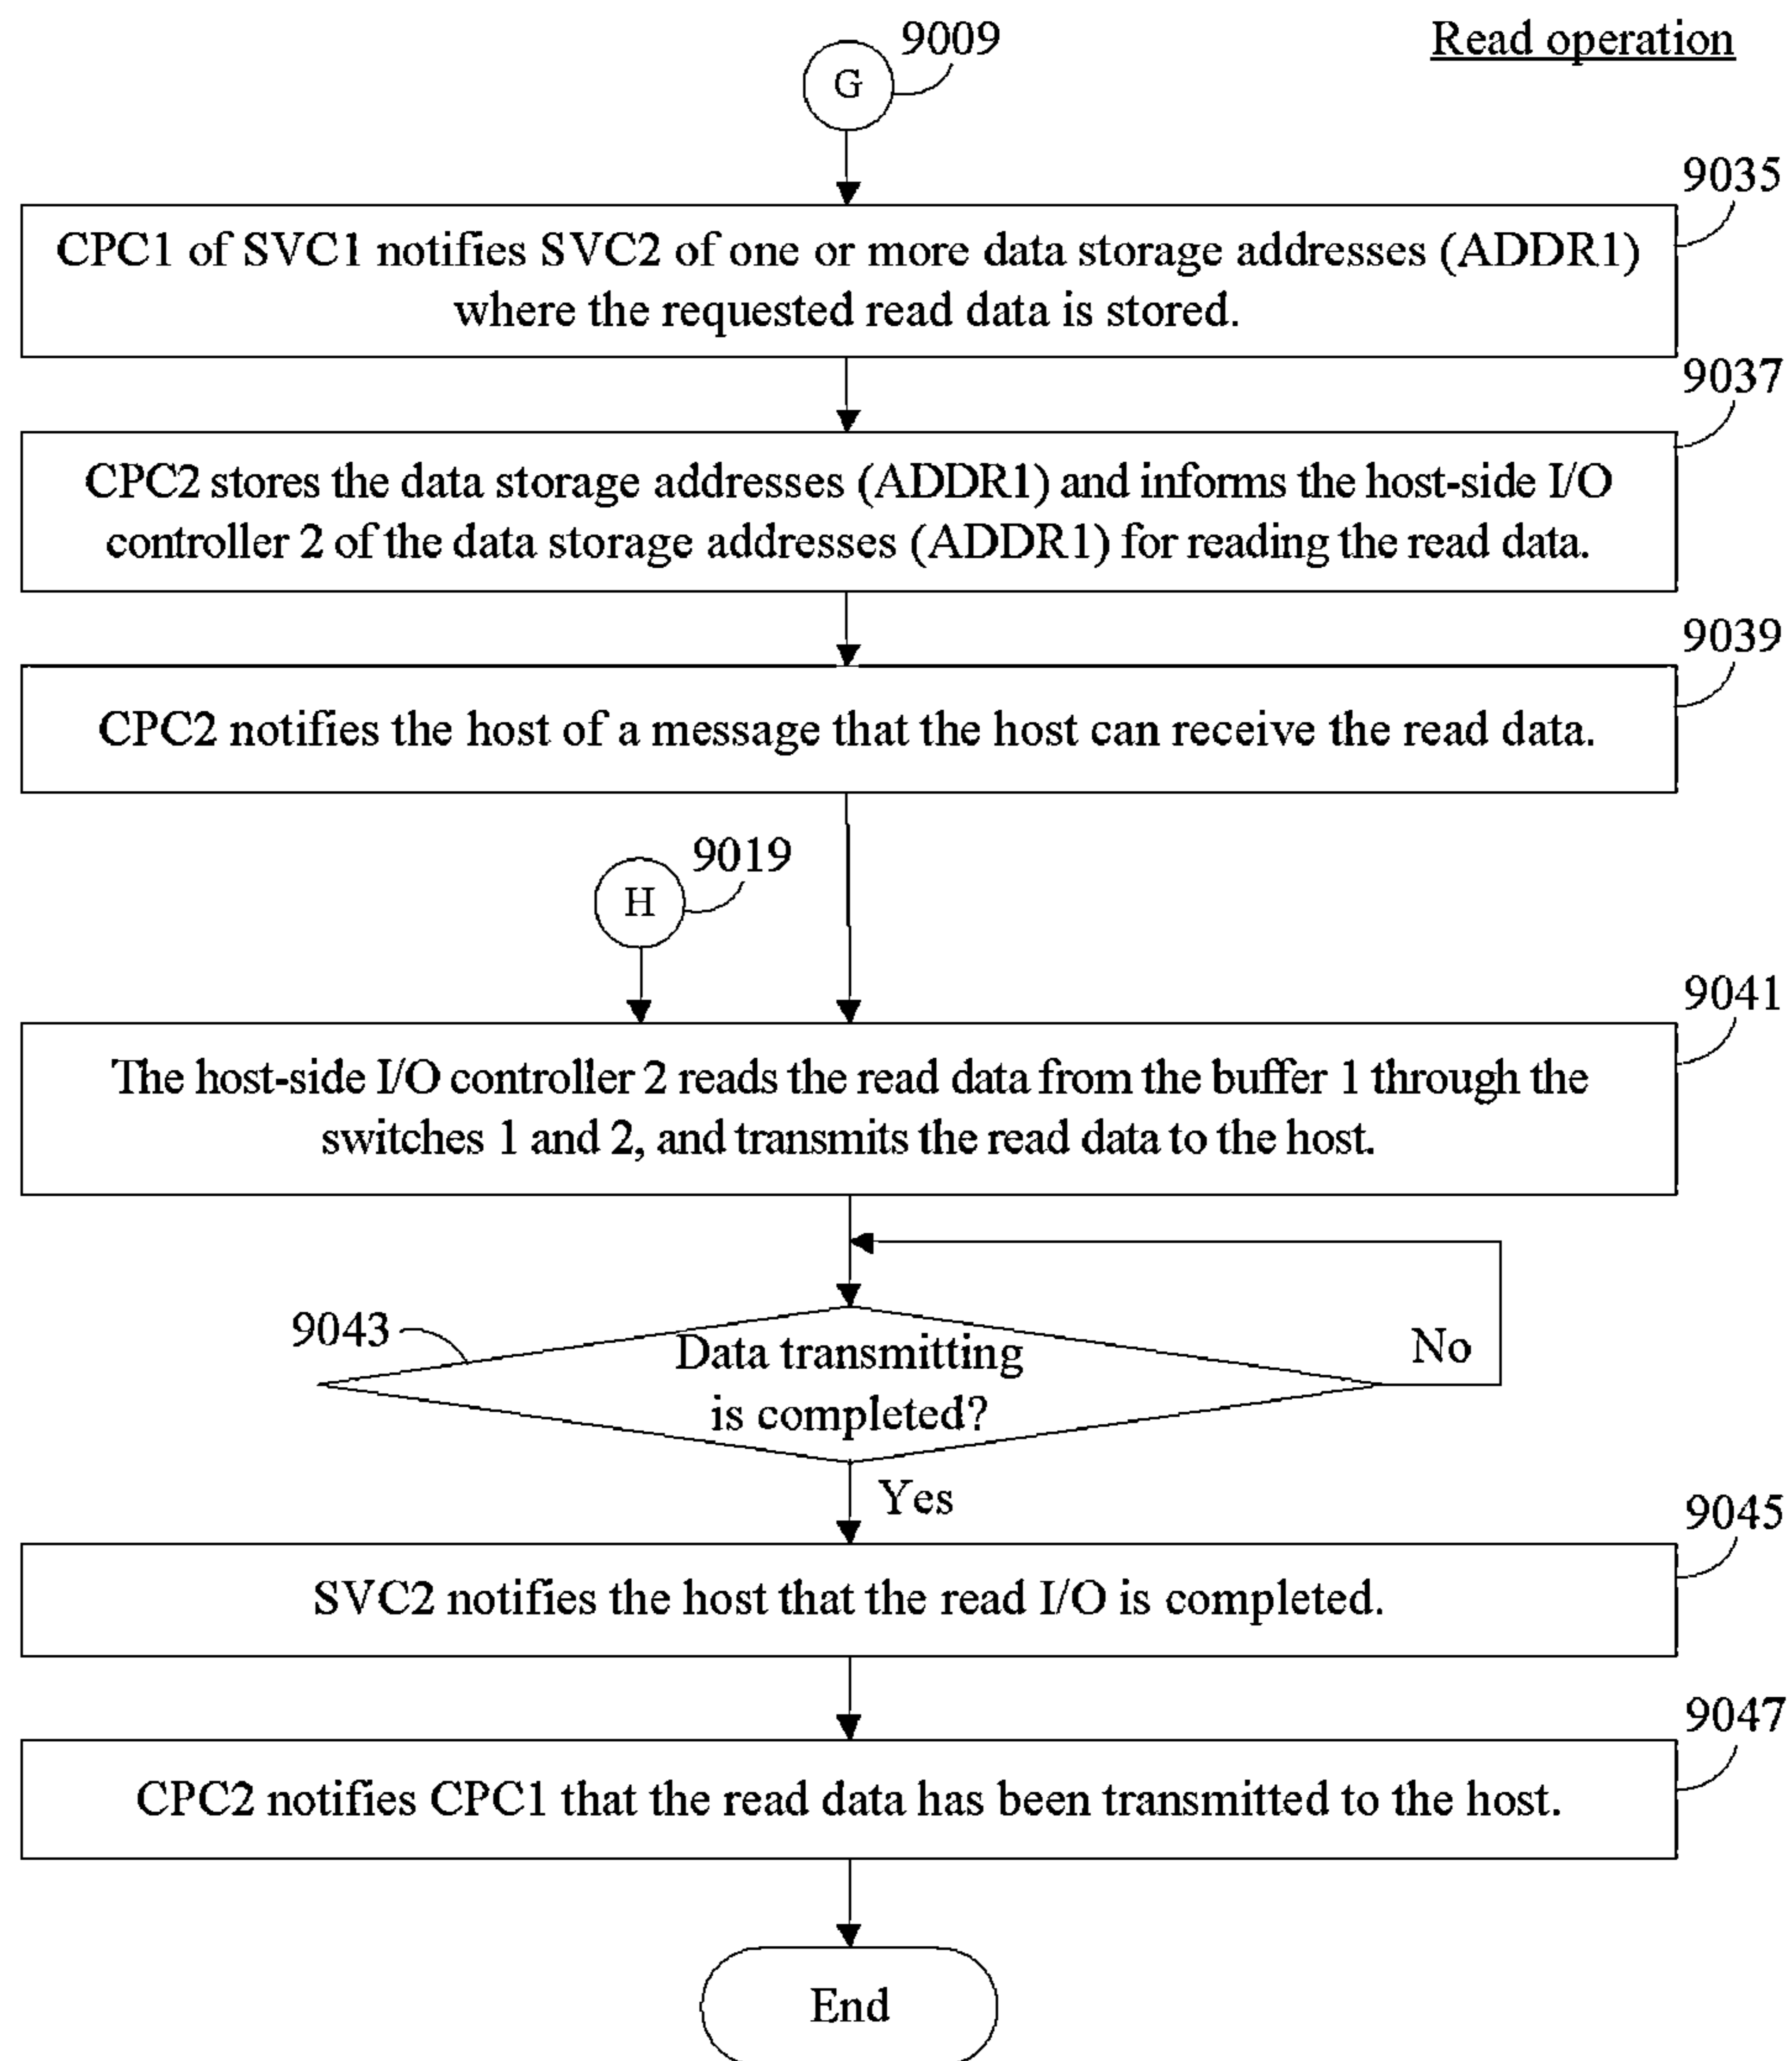 Read operation
G
9009
9035
CPC1 of SVC1 notifies SVC2 of one or more data storage addresses (ADDR1)
where the requested read data is stored.
9037
CPC2 stores the data storage addresses (ADDR1) and informs the host-side I/O
controller 2 of the data storage addresses (ADDR1) for reading the read data.
9039
CPC2 notifies the host of a message that the host can receive the read data.
H
9019
9041
The host-side I/O controller 2 reads the read data from the buffer 1 through the
switches 1 and 2, and transmits the read data to the host.
9043
Data transmitting
is completed?
No
Yes
9045
SVC2 notifies the host that the read I/O is completed.
9047
CPC2 notifies CPC1 that the read data has been transmitted to the host.
End